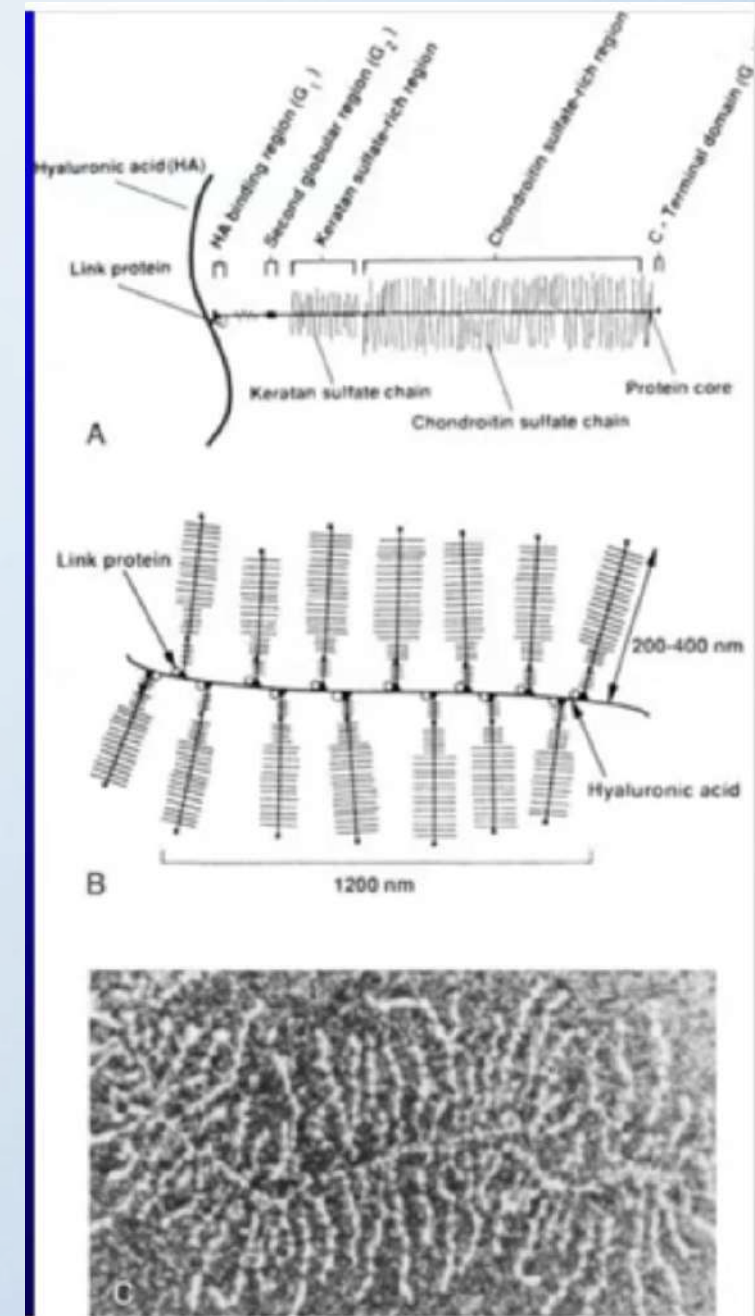 HA binding region (G₁)
Second globular region (G₂)
Keratan sulfate-rich region
Chondroitin sulfate-rich region
C - Terminal domain (G
Hyaluronic acid (HA)
Link protein
Keratan sulfate chain
Protein core
Chondroitin sulfate chain
A
Link protein
200-400 nm
Hyaluronic acid
1200 nm
B
C